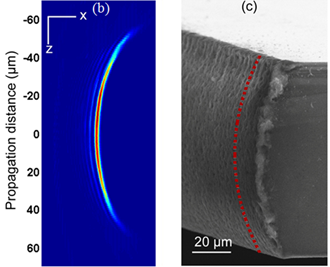 (b)
(c)
x
z
Propagation distance (μm)
-60
-40
-20
0
20
40
60
20 μm